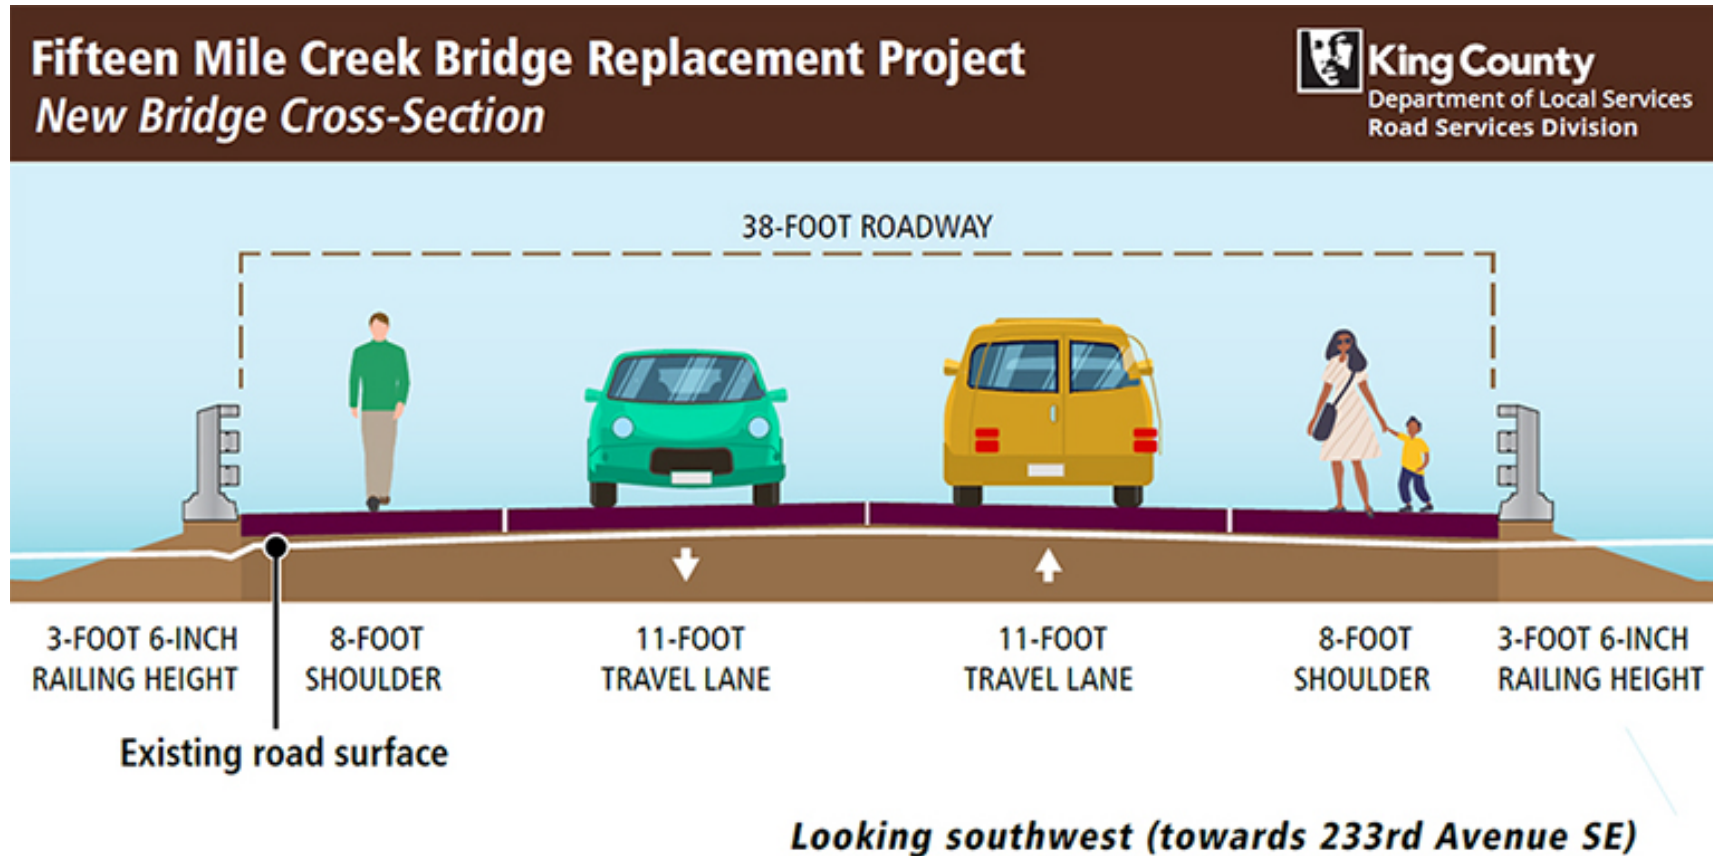 Fifteen Mile Creek Bridge Replacement Project
New Bridge Cross-Section
King County
Department of Local Services
Road Services Division
38-FOOT ROADWAY
3-FOOT 6-INCH
RAILING HEIGHT
8-FOOT
SHOULDER
11-FOOT
TRAVEL LANE
11-FOOT
TRAVEL LANE
8-FOOT
SHOULDER
3-FOOT 6-INCH
RAILING HEIGHT
Existing road surface
Looking southwest (towards 233rd Avenue SE)